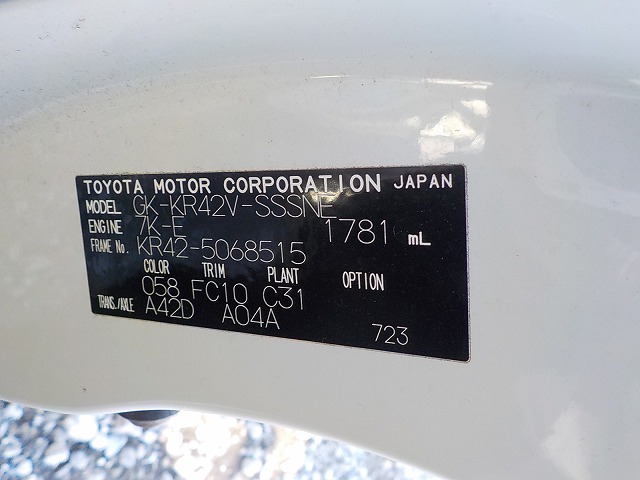 TOYOTA MOTOR CORPORATION JAPAN
MODEL GK-KR42V-SSSNE
ENGINE 7K-E 1781 mL
FRAME No. KR42-5068515
COLOR TRIM PLANT OPTION
058 FC10 C31
TRANS./AXLE A42D A04A
723